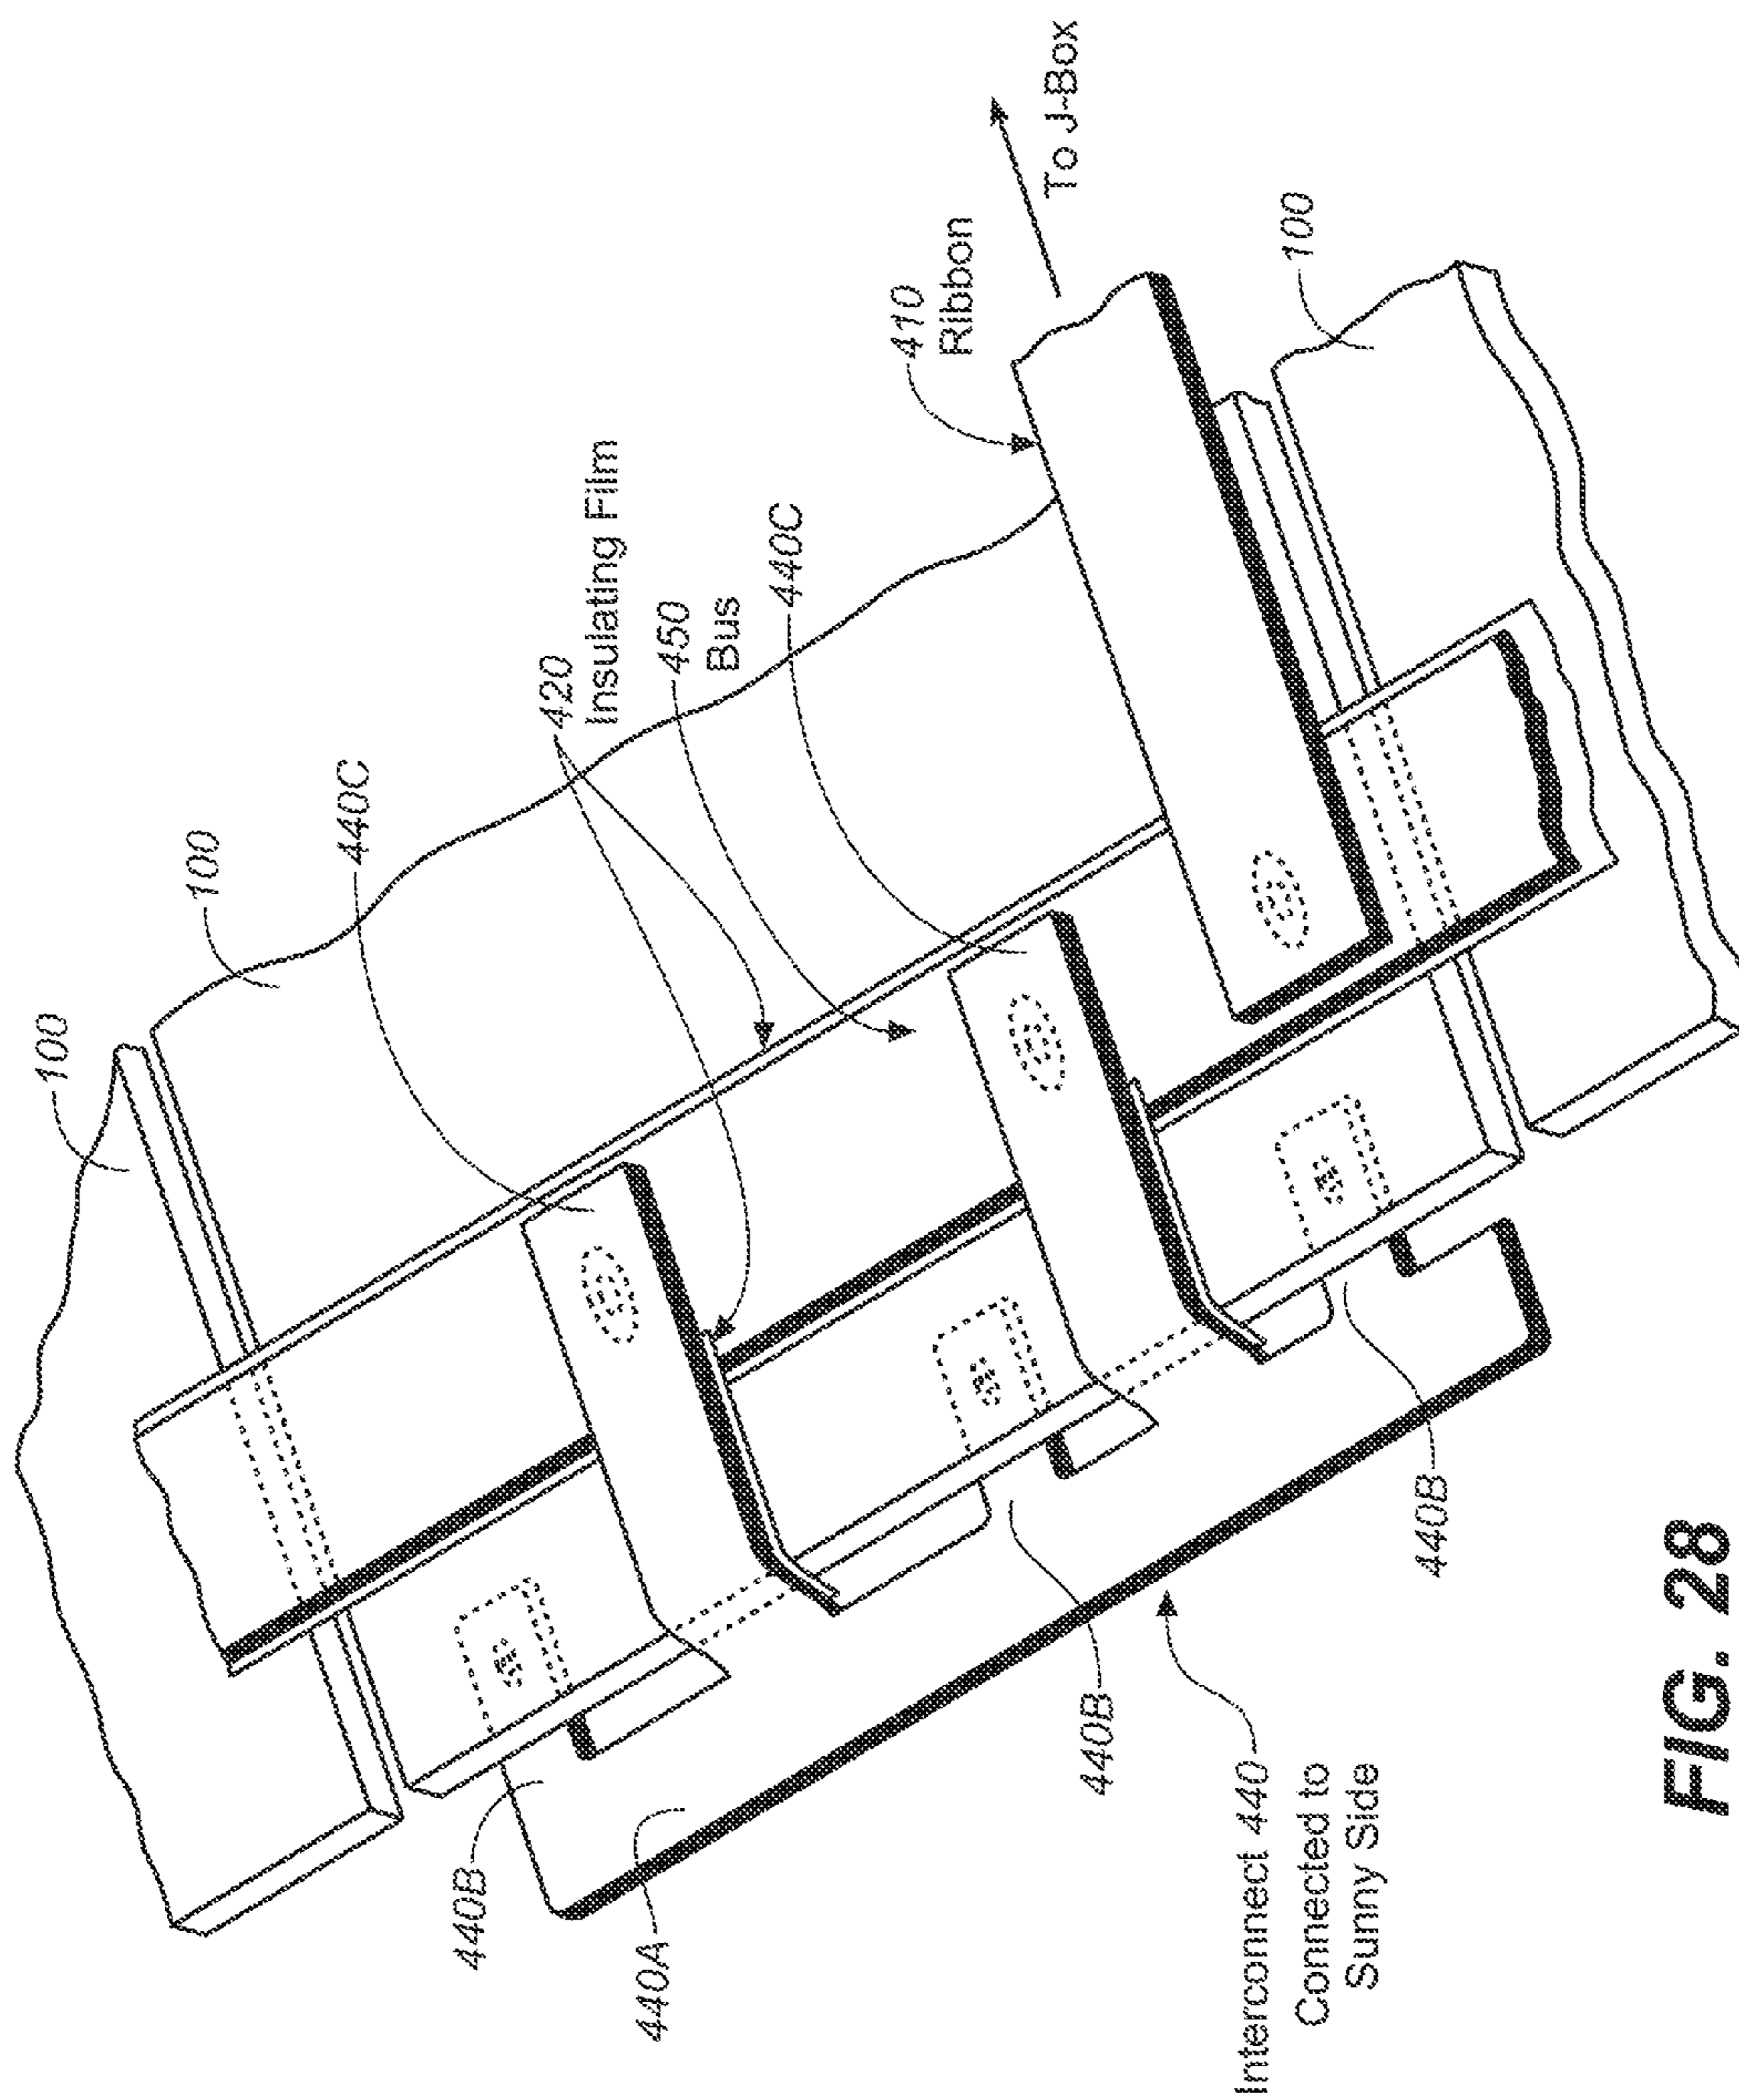 100
100
440C
420
Insulating Film
450
Bus
440C
410
Ribbon
To J-Box
100
440B
440A
440B
440B
Interconnect 440
Connected to
Sunny Side
FIG. 28